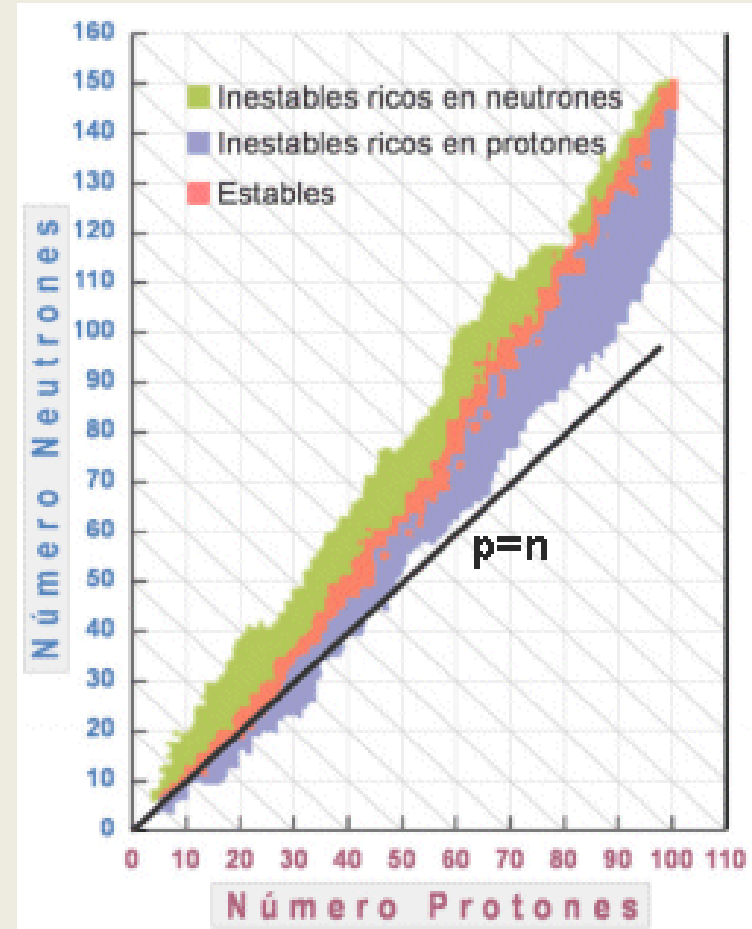 160
150
140
130
120
110
100
90
80
70
60
50
40
30
20
10
0
Inestables ricos en neutrones
Inestables ricos en protones
Estables
Número Neutrones
p=n
0 10 20 30 40 50 60 70 80 90 100 110
Número Protones